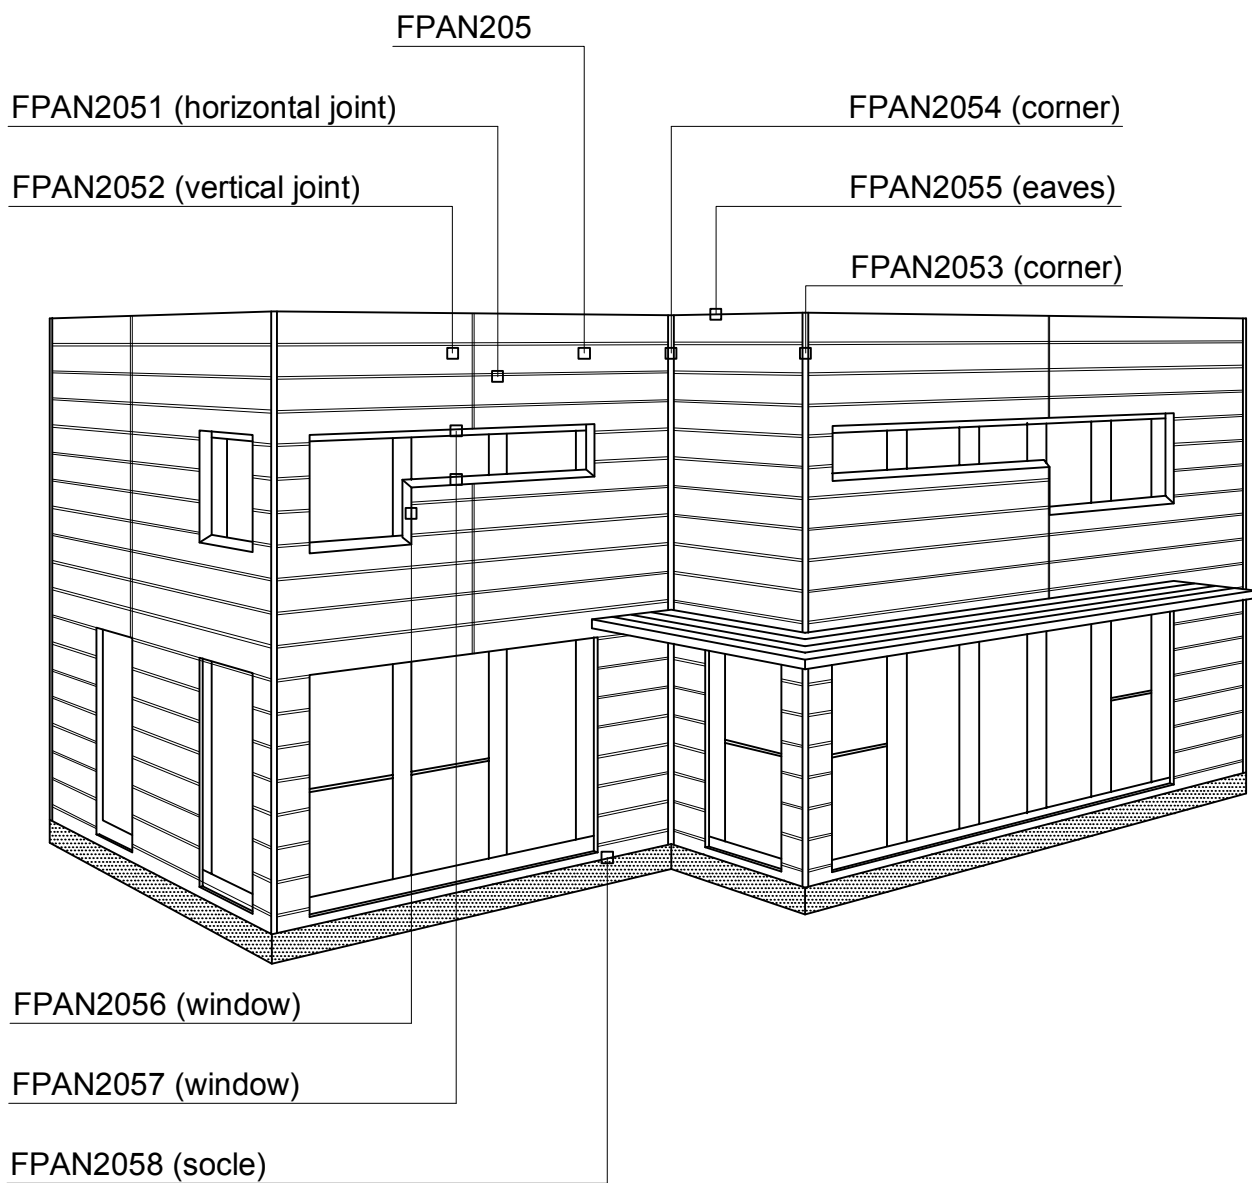 FPAN205
FPAN2051 (horizontal joint)
FPAN2054 (corner)
FPAN2052 (vertical joint)
FPAN2055 (eaves)
FPAN2053 (corner)
FPAN2056 (window)
FPAN2057 (window)
FPAN2058 (socle)